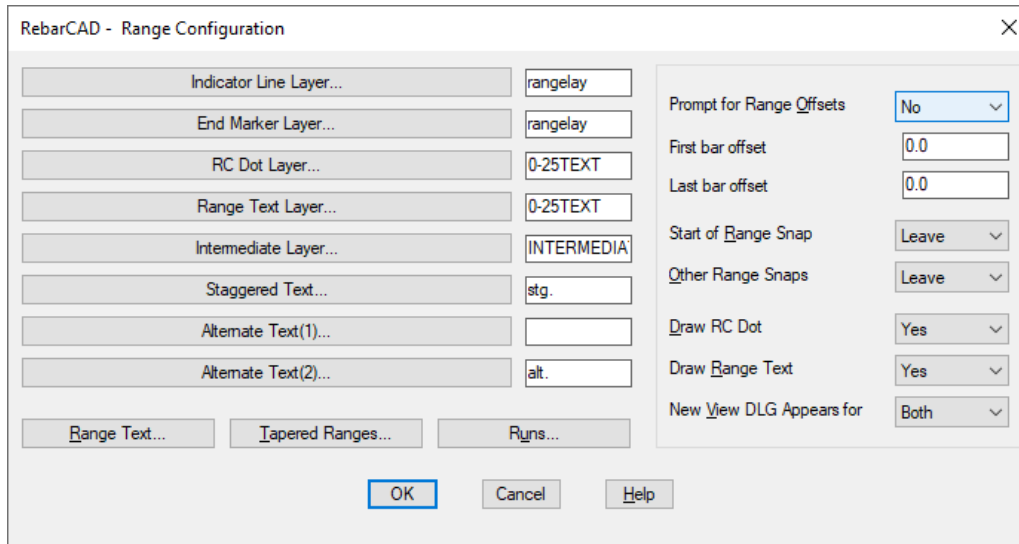 RebarCAD - Range Configuration
Indicator Line Layer... rangelay
End Marker Layer... rangelay
RC Dot Layer... 0-25TEXT
Range Text Layer... 0-25TEXT
Intermediate Layer... INTERMEDIAT
Staggered Text... stg.
Alternate Text(1)...
Alternate Text(2)... alt.
Range Text... Tapered Ranges... Runs...
Prompt for Range Offsets No
First bar offset 0.0
Last bar offset 0.0
Start of Range Snap Leave
Other Range Snaps Leave
Draw RC Dot Yes
Draw Range Text Yes
New View DLG Appears for Both
OK Cancel Help